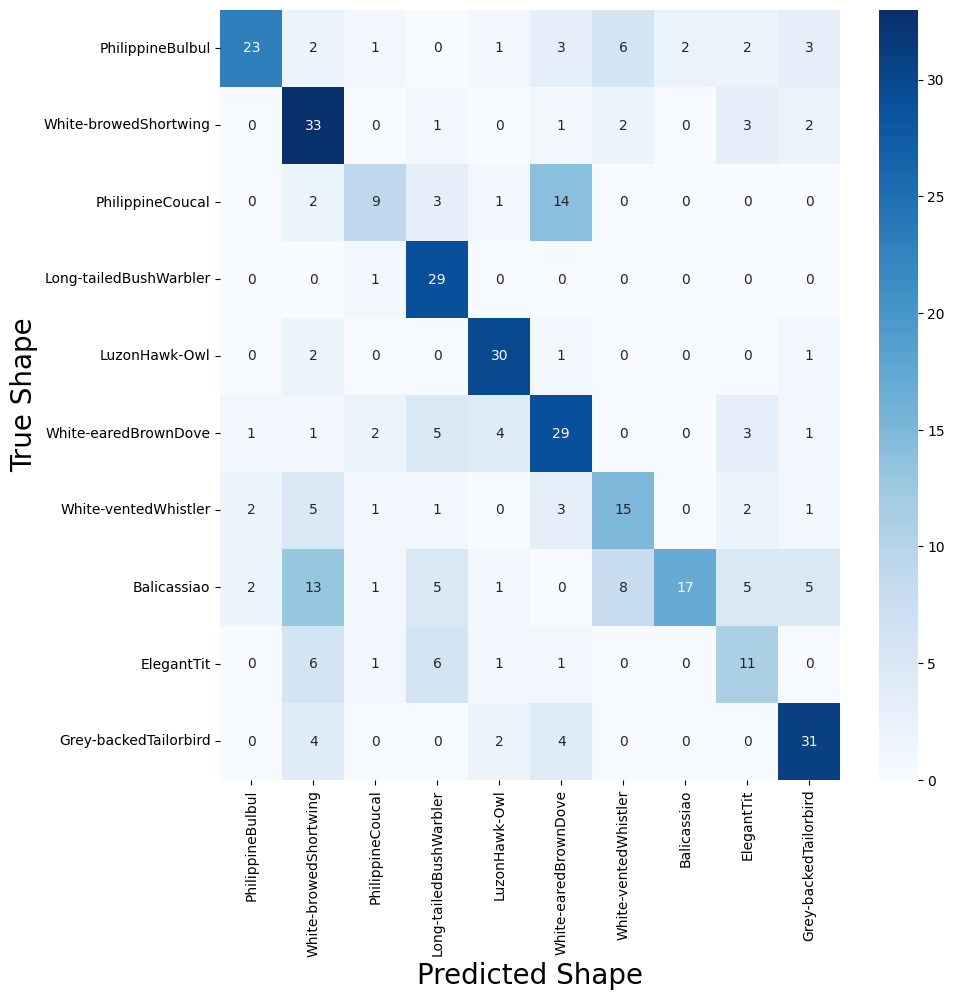 PhilippineBulbul 23 2 1 0 1 3 6 2 2 3
White-browedShortwing 0 33 0 1 0 1 2 0 3 2
PhilippineCoucal 0 2 9 3 1 14 0 0 0 0
Long-tailedBushWarbler 0 0 1 29 0 0 0 0 0 0
LuzonHawk-Owl 0 2 0 0 30 1 0 0 0 1
White-earedBrownDove 1 1 2 5 4 29 0 0 3 1
White-ventedWhistler 2 5 1 1 0 3 15 0 2 1
Balicassiao 2 13 1 5 1 0 8 17 5 5
ElegantTit 0 6 1 6 1 1 0 0 11 0
Grey-backedTailorbird 0 4 0 0 2 4 0 0 0 31
True Shape
PhilippineBulbul
White-browedShortwing
PhilippineCoucal
Long-tailedBushWarbler
LuzonHawk-Owl
White-earedBrownDove
White-ventedWhistler
Balicassiao
ElegantTit
Grey-backedTailorbird
Predicted Shape
30
25
20
15
10
5
0